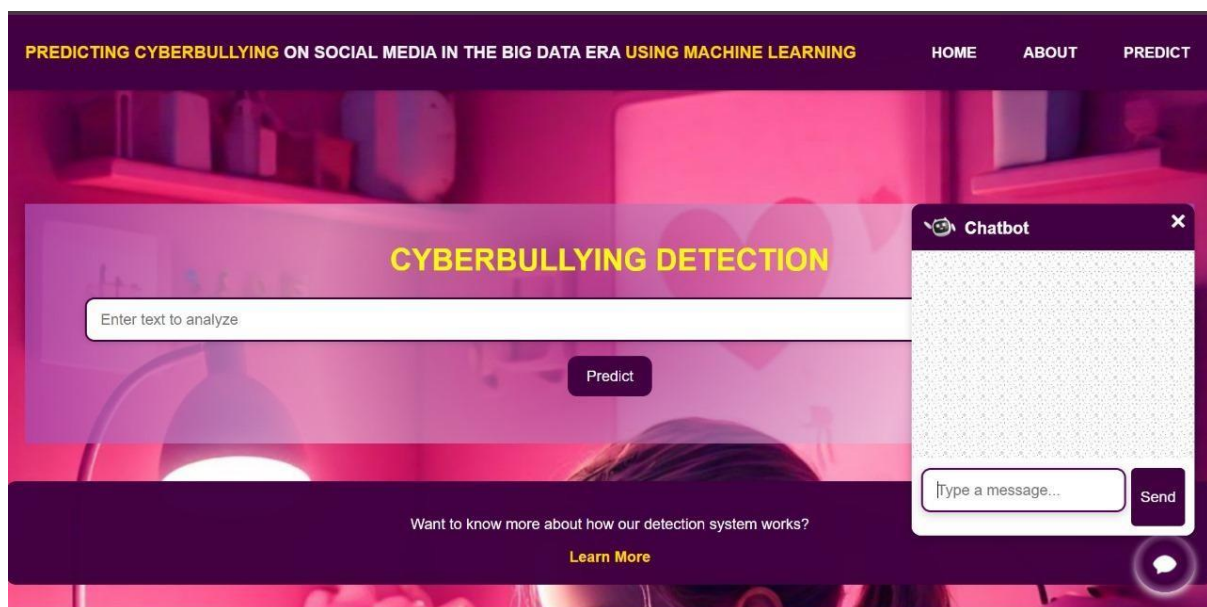 PREDICTING CYBERBULLYING ON SOCIAL MEDIA IN THE BIG DATA ERA USING MACHINE LEARNING
HOME
ABOUT
PREDICT
CYBERBULLYING DETECTION
Enter text to analyze
Predict
Want to know more about how our detection system works?
Learn More
Chatbot
×
Type a message...
Send